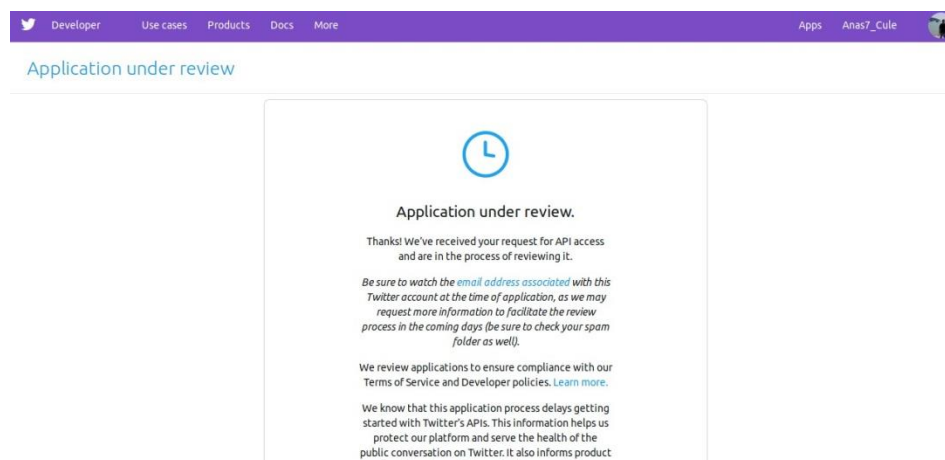 Developer Use cases Products Docs More Apps Anas7_Cule
Application under review
Application under review.
Thanks! We've received your request for API access
and are in the process of reviewing it.
Be sure to watch the email address associated with this
Twitter account at the time of application, as we may
request more information to facilitate the review
process in the coming days (be sure to check your spam
folder as well).
We review applications to ensure compliance with our
Terms of Service and Developer policies. Learn more.
We know that this application process delays getting
started with Twitter's APIs. This information helps us
protect our platform and serve the health of the
public conversation on Twitter. It also informs product